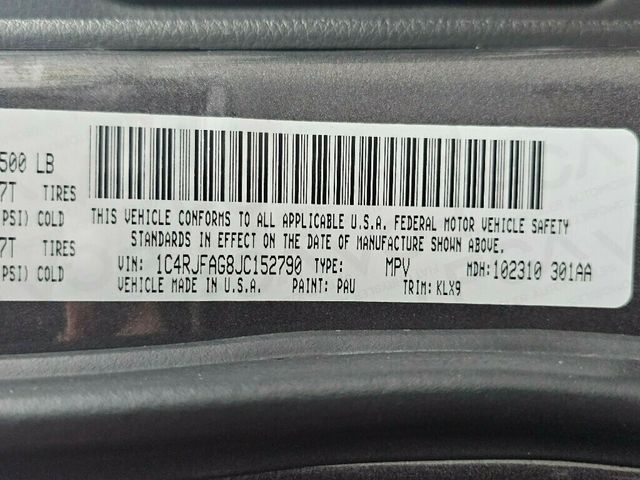 500 LB
7T TIRES
PSI) COLD
7T TIRES
PSI) COLD
THIS VEHICLE CONFORMS TO ALL APPLICABLE U.S.A. FEDERAL MOTOR VEHICLE SAFETY
STANDARDS IN EFFECT ON THE DATE OF MANUFACTURE SHOWN ABOVE.
VIN: 1C4RJFAG8JC152790 TYPE: MPV MDH:102310 301AA
VEHICLE MADE IN U.S.A. PAINT: PAU TRIM: KLX9